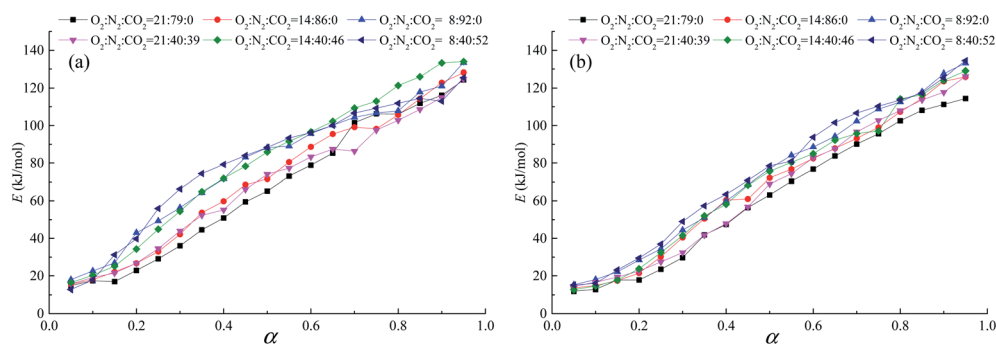 O₂:N₂:CO₂=21:79:0 O₂:N₂:CO₂=14:86:0 O₂:N₂:CO₂= 8:92:0
O₂:N₂:CO₂=21:40:39 O₂:N₂:CO₂=14:40:46 O₂:N₂:CO₂= 8:40:52
(a)
E (kJ/mol)
140
120
100
80
60
40
20
0
0.0 0.2 0.4 0.6 0.8 1.0
α
O₂:N₂:CO₂=21:79:0 O₂:N₂:CO₂=14:86:0 O₂:N₂:CO₂= 8:92:0
O₂:N₂:CO₂=21:40:39 O₂:N₂:CO₂=14:40:46 O₂:N₂:CO₂= 8:40:52
(b)
E (kJ/mol)
140
120
100
80
60
40
20
0
0.0 0.2 0.4 0.6 0.8 1.0
α